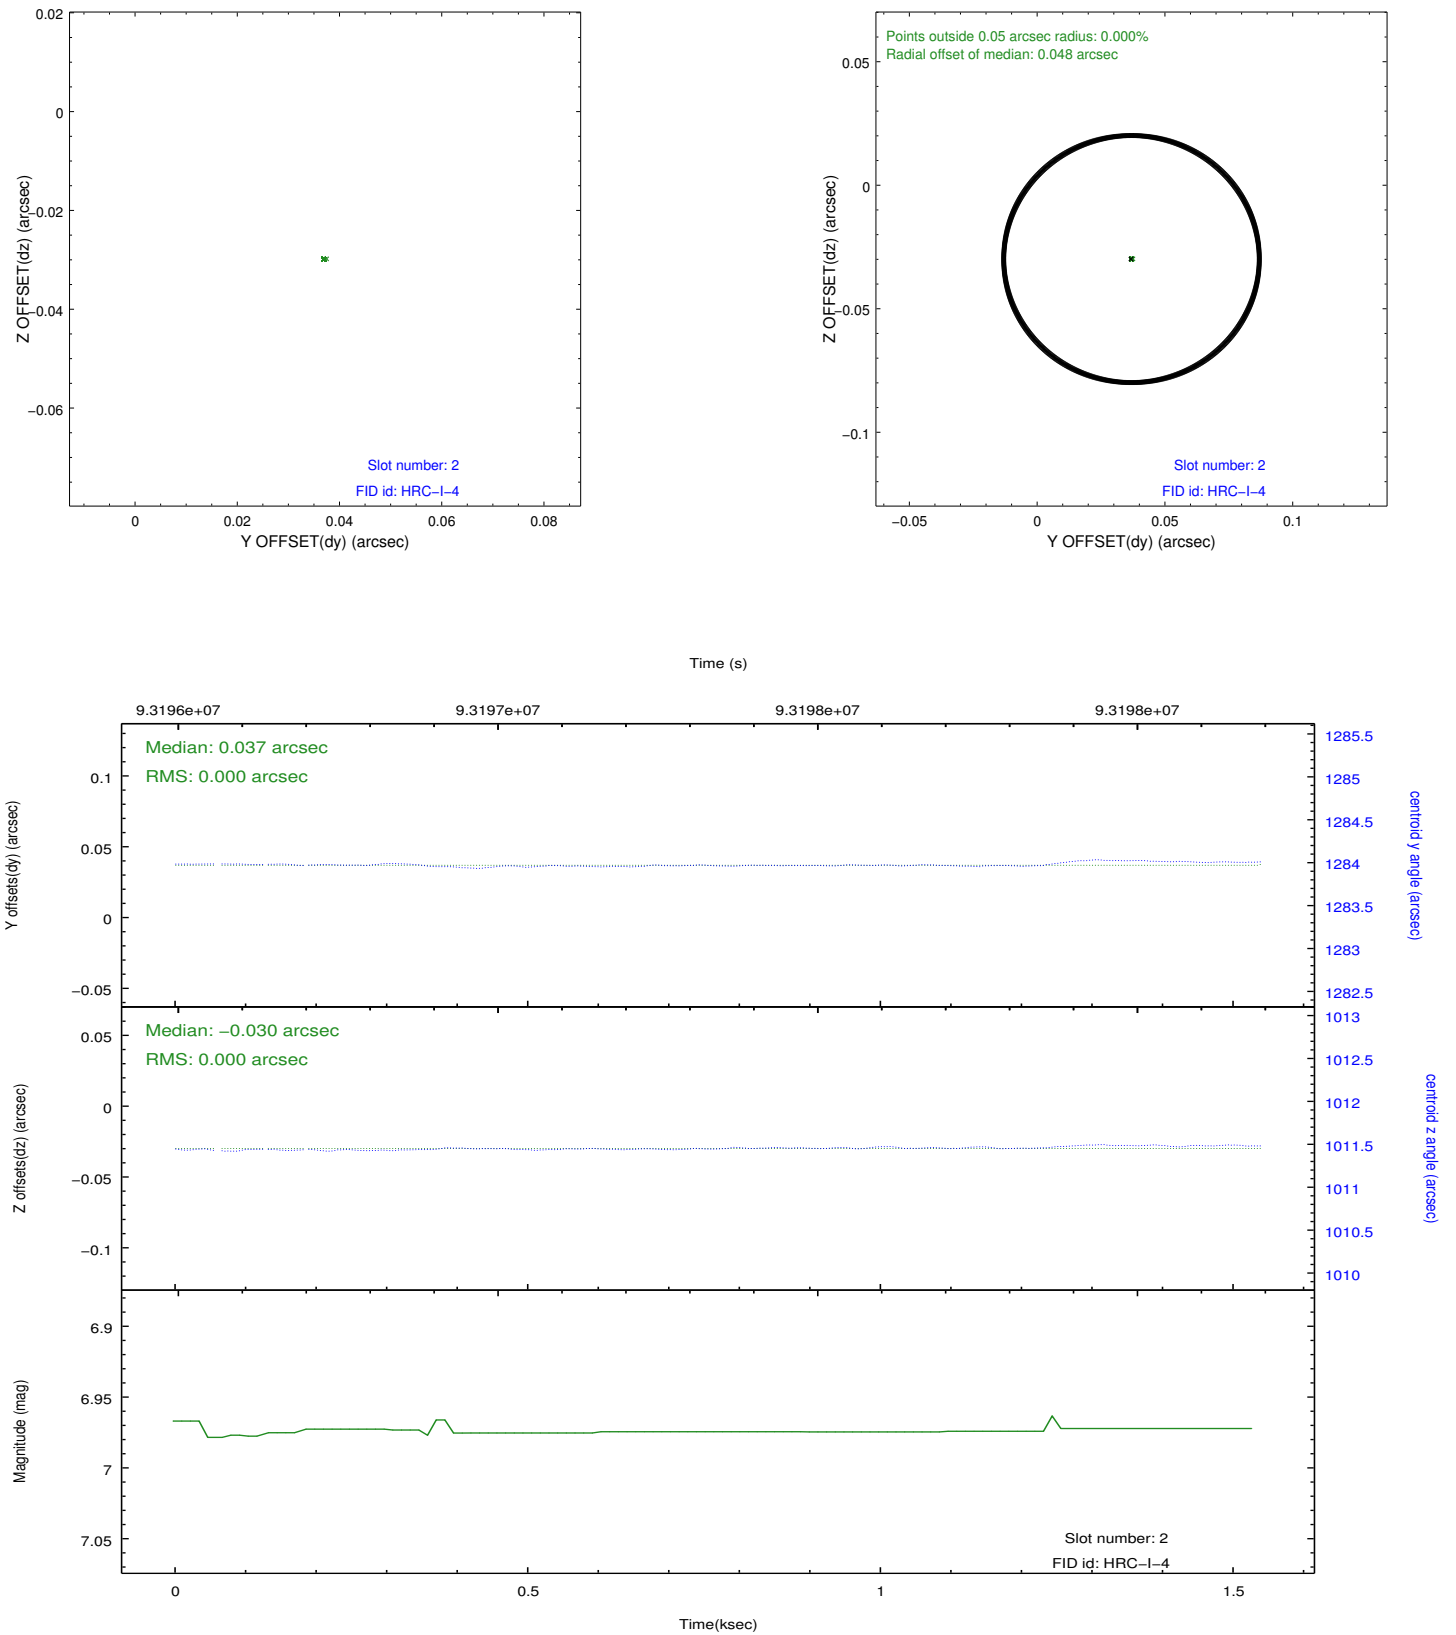 0.02
0
−0.02
−0.04
−0.06
Z OFFSET(dz) (arcsec)
Slot number: 2
FID id: HRC−I−4
0 0.02 0.04 0.06 0.08
Y OFFSET(dy) (arcsec)
Points outside 0.05 arcsec radius: 0.000%
Radial offset of median: 0.048 arcsec
0.05
0
−0.05
−0.1
Z OFFSET(dz) (arcsec)
Slot number: 2
FID id: HRC−I−4
−0.05 0 0.05 0.1
Y OFFSET(dy) (arcsec)
Time (s)
9.3196e+07 9.3197e+07 9.3198e+07 9.3198e+07
Median: 0.037 arcsec
RMS: 0.000 arcsec
0.1
0.05
0
−0.05
Y offsets(dy) (arcsec)
1285.5
1285
1284.5
1284
1283.5
1283
1282.5
centroid y angle (arcsec)
Median: −0.030 arcsec
RMS: 0.000 arcsec
0.05
0
−0.05
−0.1
Z offsets(dz) (arcsec)
1013
1012.5
1012
1011.5
1011
1010.5
1010
centroid z angle (arcsec)
6.9
6.95
7
7.05
Magnitude (mag)
Slot number: 2
FID id: HRC−I−4
0 0.5 1 1.5
Time(ksec)